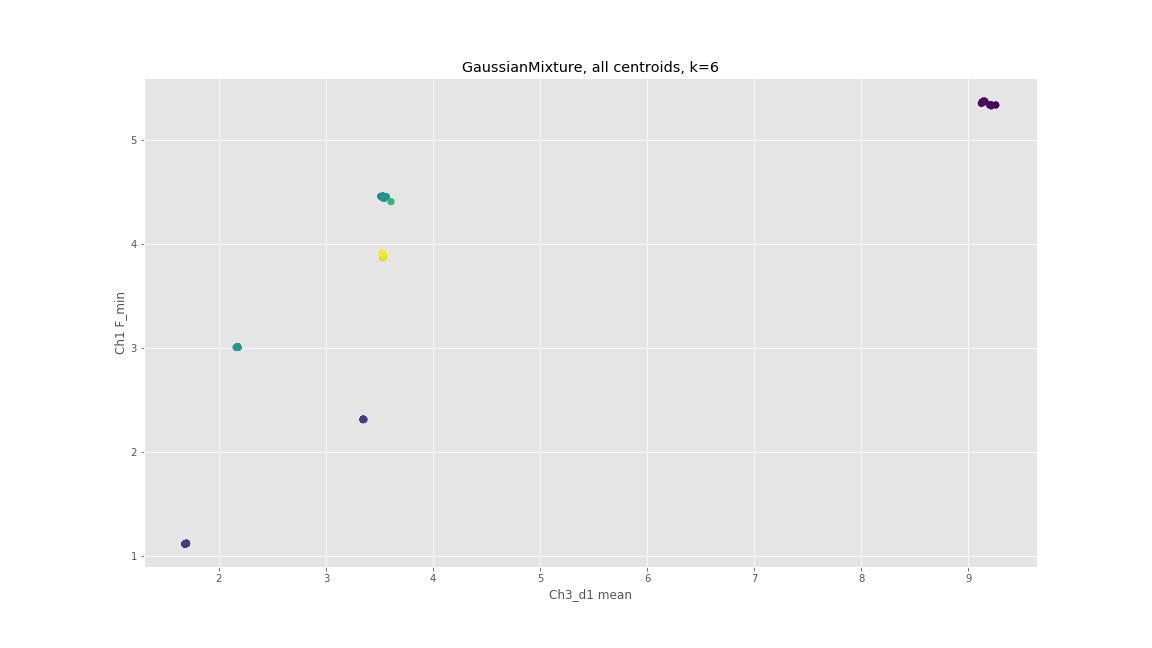 GaussianMixture, all centroids, k=6
5
4
3
2
1
Ch1 F_min
2 3 4 5 6 7 8 9
Ch3_d1 mean